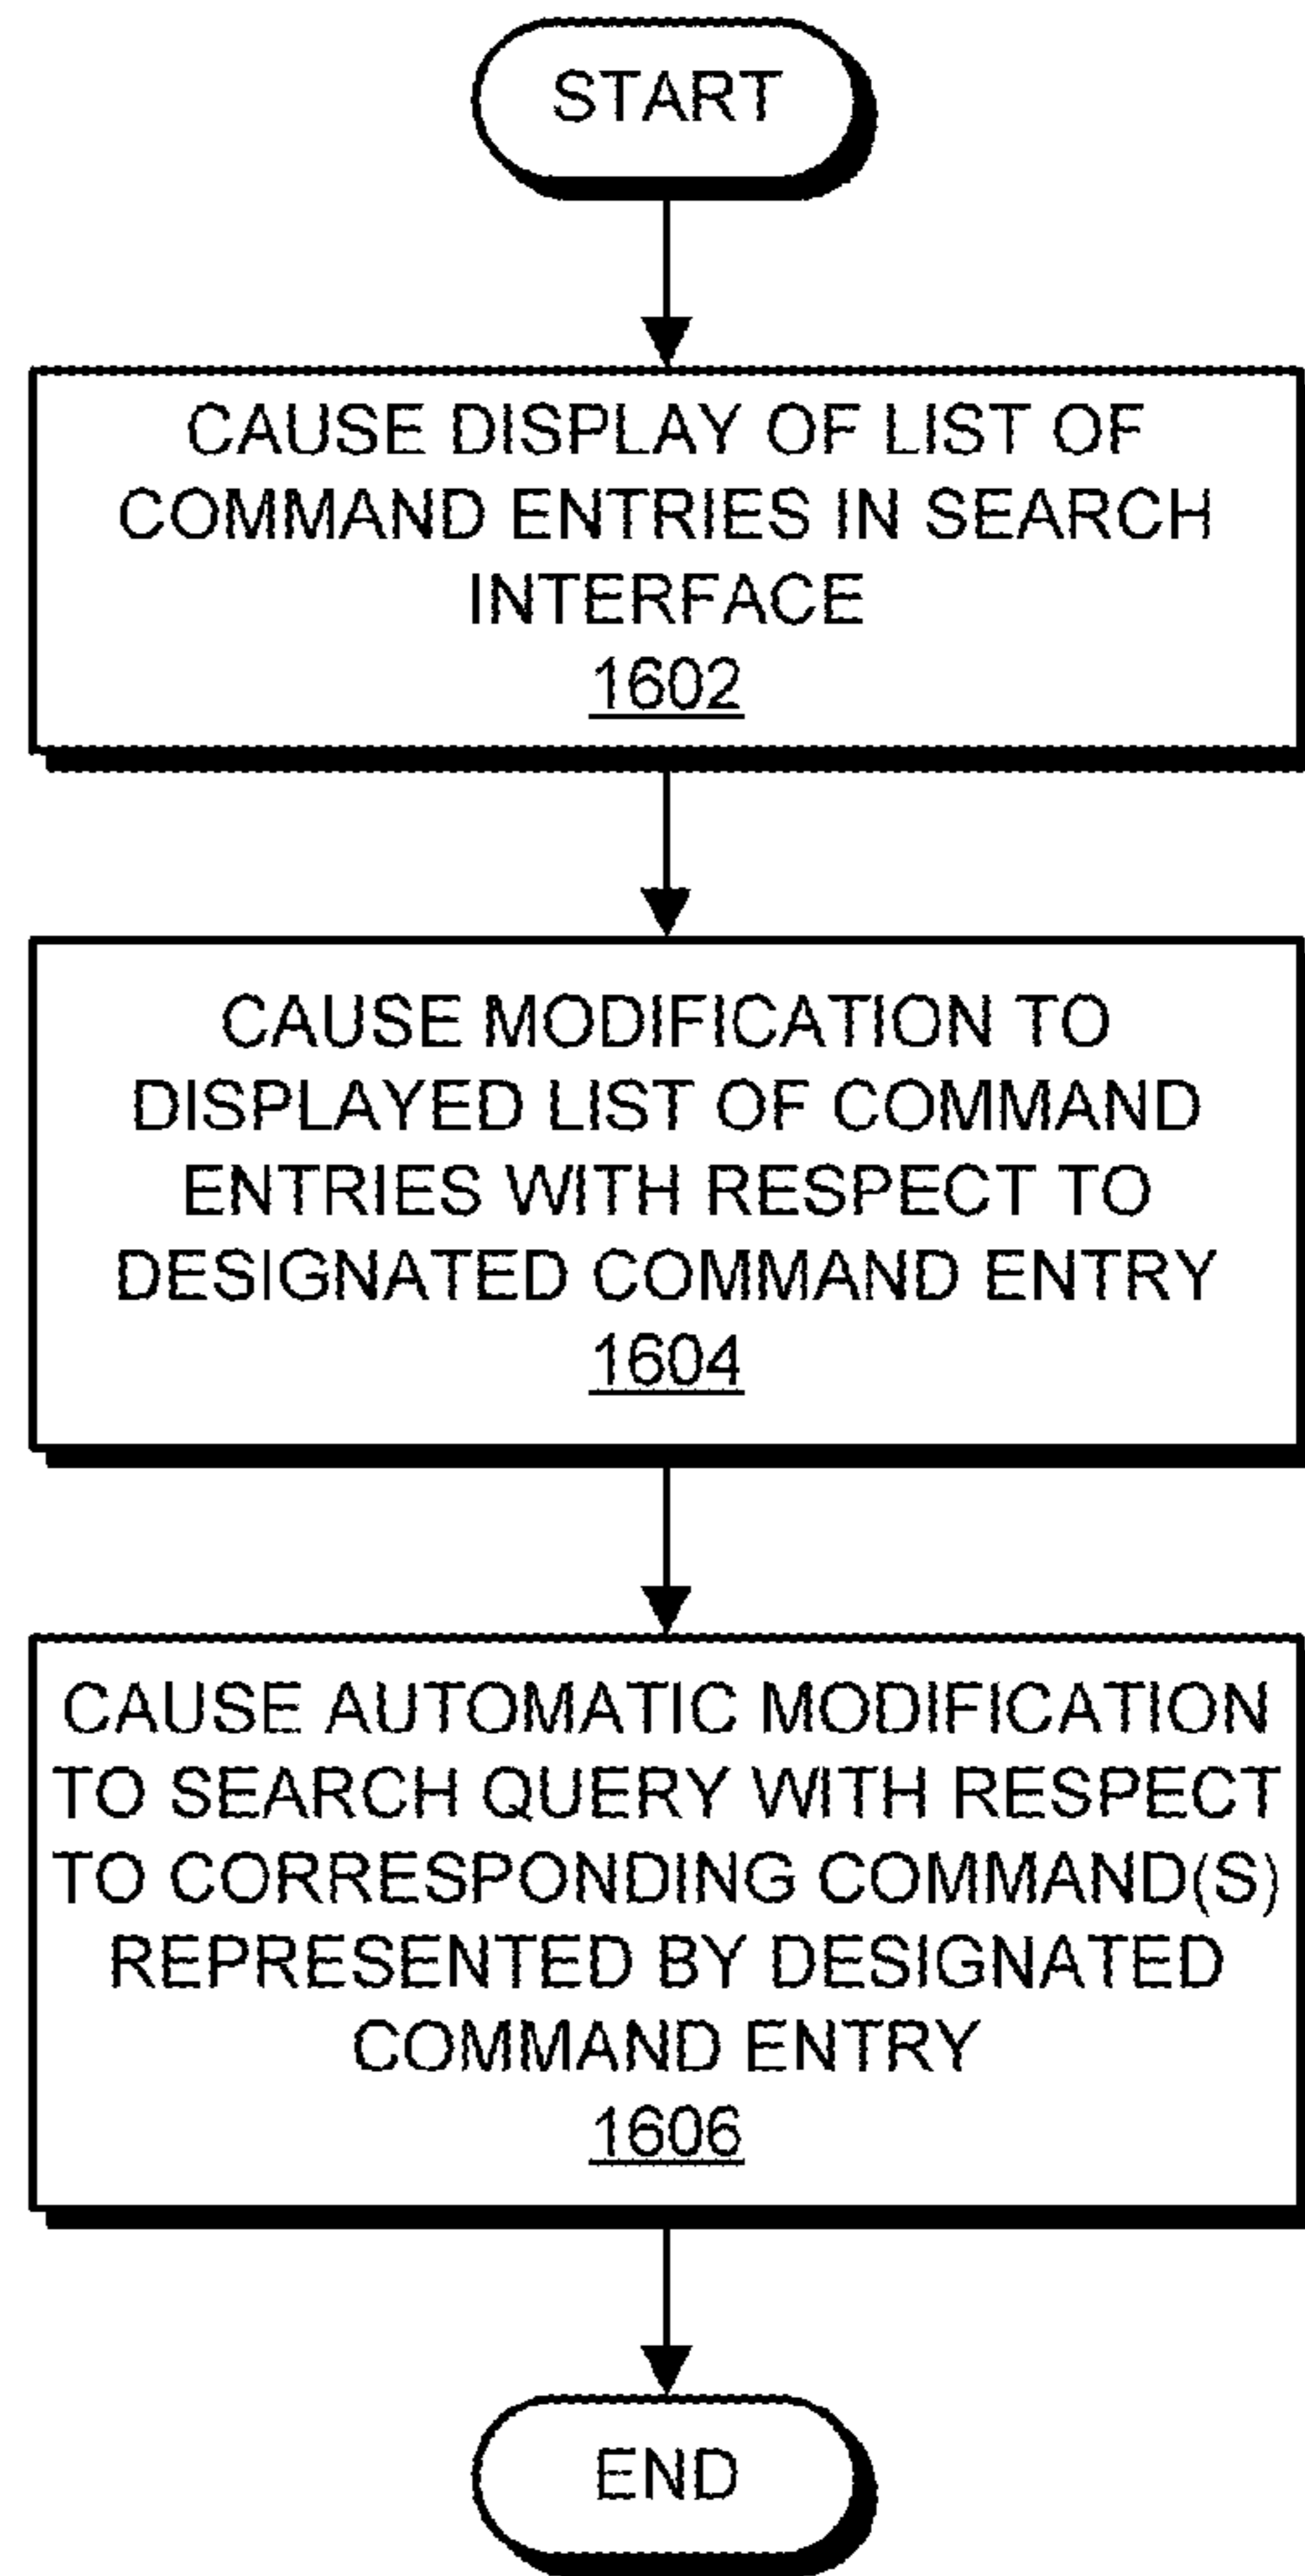 START
CAUSE DISPLAY OF LIST OF
COMMAND ENTRIES IN SEARCH
INTERFACE
1602
CAUSE MODIFICATION TO
DISPLAYED LIST OF COMMAND
ENTRIES WITH RESPECT TO
DESIGNATED COMMAND ENTRY
1604
CAUSE AUTOMATIC MODIFICATION
TO SEARCH QUERY WITH RESPECT
TO CORRESPONDING COMMAND(S)
REPRESENTED BY DESIGNATED
COMMAND ENTRY
1606
END